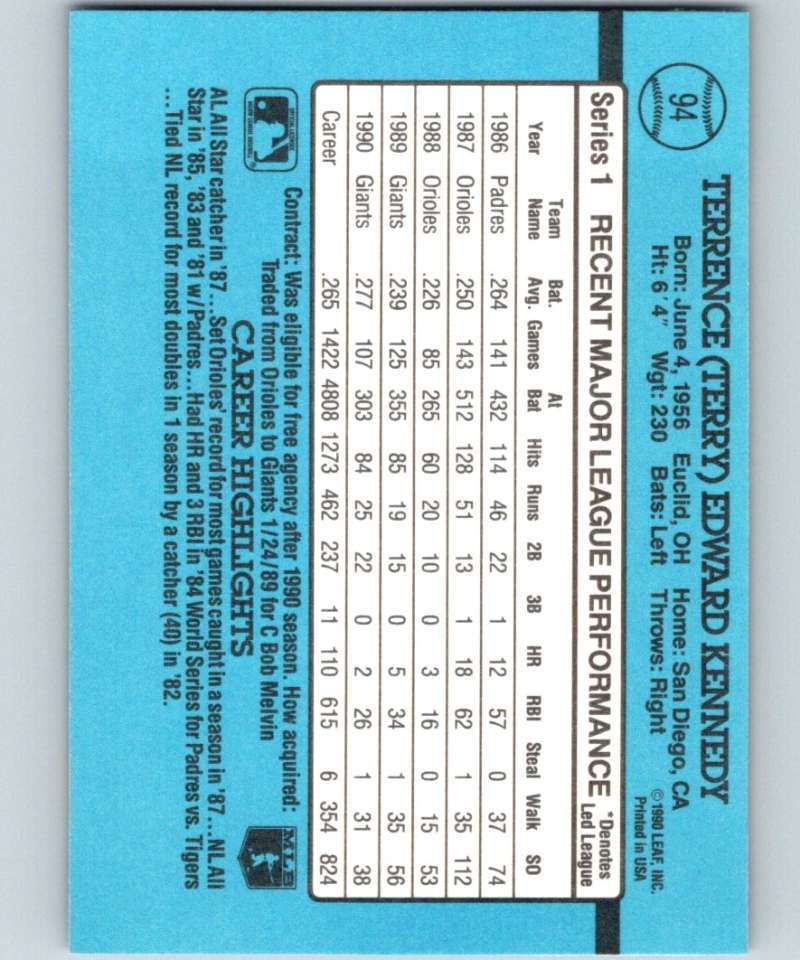 94
TERRENCE (TERRY) EDWARD KENNEDY
Born: June 4, 1956 Euclid, OH Home: San Diego, CA
Ht: 6'4" Wgt: 230 Bats: Left Throws: Right
©1990 LEAF, INC.
Printed in USA
Series 1 RECENT MAJOR LEAGUE PERFORMANCE *Denotes Led League
Year Team Name Bat. Avg. Games At Bat Hits Runs 2B 3B HR RBI Steal Walk SO
1986 Padres .264 141 432 114 46 22 1 12 57 0 37 74
1987 Orioles .250 143 512 128 51 13 1 18 62 1 35 112
1988 Orioles .226 85 265 60 20 10 0 3 16 0 15 53
1989 Giants .239 125 355 85 19 15 0 5 34 1 35 56
1990 Giants .277 107 303 84 25 22 0 2 26 1 31 38
Career .265 1422 4808 1273 462 237 11 110 615 6 354 824
Contract: Was eligible for free agency after 1990 season. How acquired:
Traded from Orioles to Giants 1/24/89 for C Bob Melvin
MLB
CAREER HIGHLIGHTS
AL All Star catcher in '87...Set Orioles' record for most games caught in a season in '87...NL All
Star in '85, '83 and '81 w/Padres...Had HR and 3 RBI in '84 World Series for Padres vs. Tigers
...Tied NL record for most doubles in 1 season by a catcher (40) in '82.